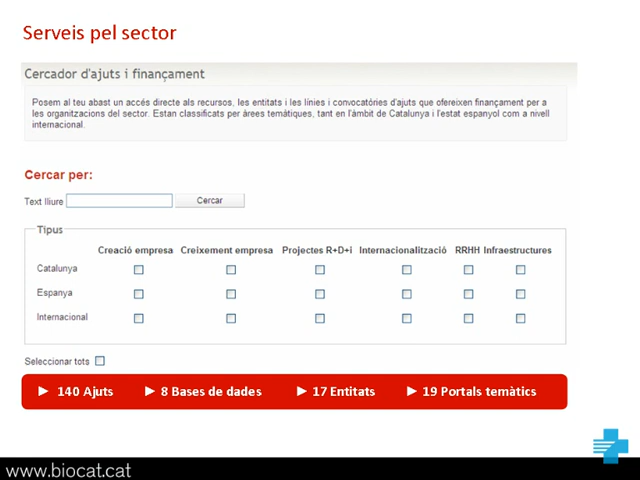 Serveis pel sector
Cercador d'ajuts i finançament
Posem al teu abast un accés directe als recursos, les entitats i les línies i convocatóries d'ajuts que ofereixen finançament per a
les organitzacions del sector. Estan classificats per àrees temàtiques, tant en l'àmbit de Catalunya i l'estat espanyol com a nivell
internacional.
Cercar per:
Text lliure Cercar
Tipus
Creació empresa Creixement empresa Projectes R+D+i Internacionalització RRHH Infraestructures
Catalunya
Espanya
Internacional
Seleccionar tots
► 140 Ajuts ► 8 Bases de dades ► 17 Entitats ► 19 Portals temàtics
www.biocat.cat